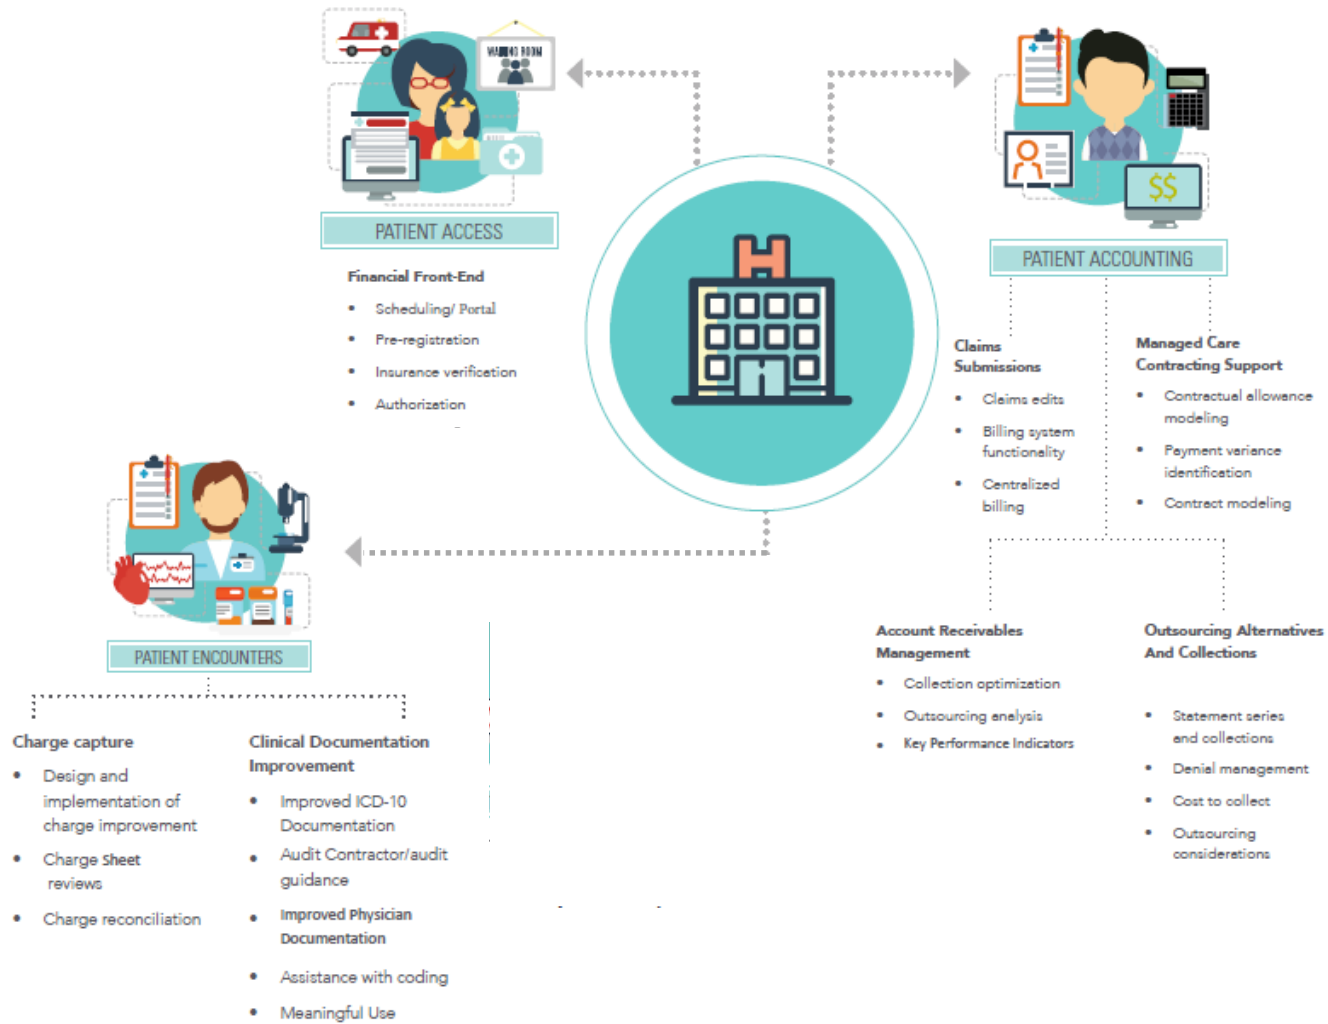 WAITING ROOM
PATIENT ACCESS
Financial Front-End
• Scheduling/ Portal
• Pre-registration
• Insurance verification
• Authorization
$$
PATIENT ACCOUNTING
Claims
Submissions
• Claims edits
• Billing system
functionality
• Centralized
billing
Managed Care
Contracting Support
• Contractual allowance
modeling
• Payment variance
identification
• Contract modeling
Account Receivables
Management
• Collection optimization
• Outsourcing analysis
• Key Performance Indicators
Outsourcing Alternatives
And Collections
• Statement series
and collections
• Denial management
• Cost to collect
• Outsourcing
considerations
H
PATIENT ENCOUNTERS
Charge capture
• Design and
implementation of
charge improvement
• Charge Sheet
reviews
• Charge reconciliation
Clinical Documentation
Improvement
• Improved ICD-10
Documentation
• Audit Contractor/audit
guidance
• Improved Physician
Documentation
• Assistance with coding
• Meaningful Use